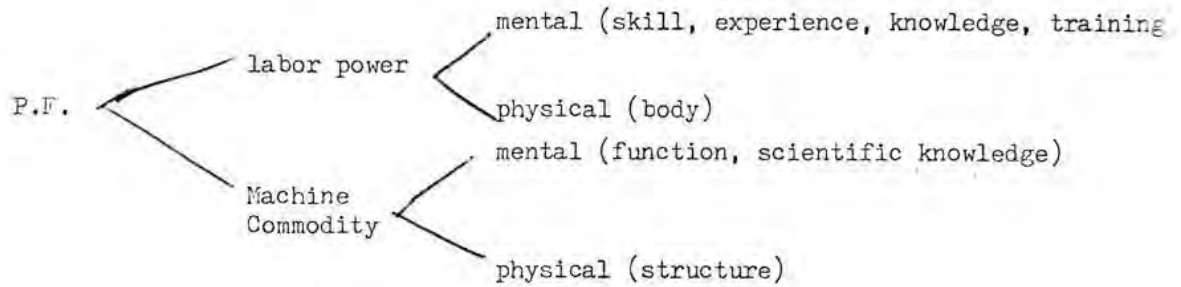 mental (skill, experience, knowledge, training
labor power
physical (body)
P.F.
mental (function, scientific knowledge)
Machine
Commodity
physical (structure)